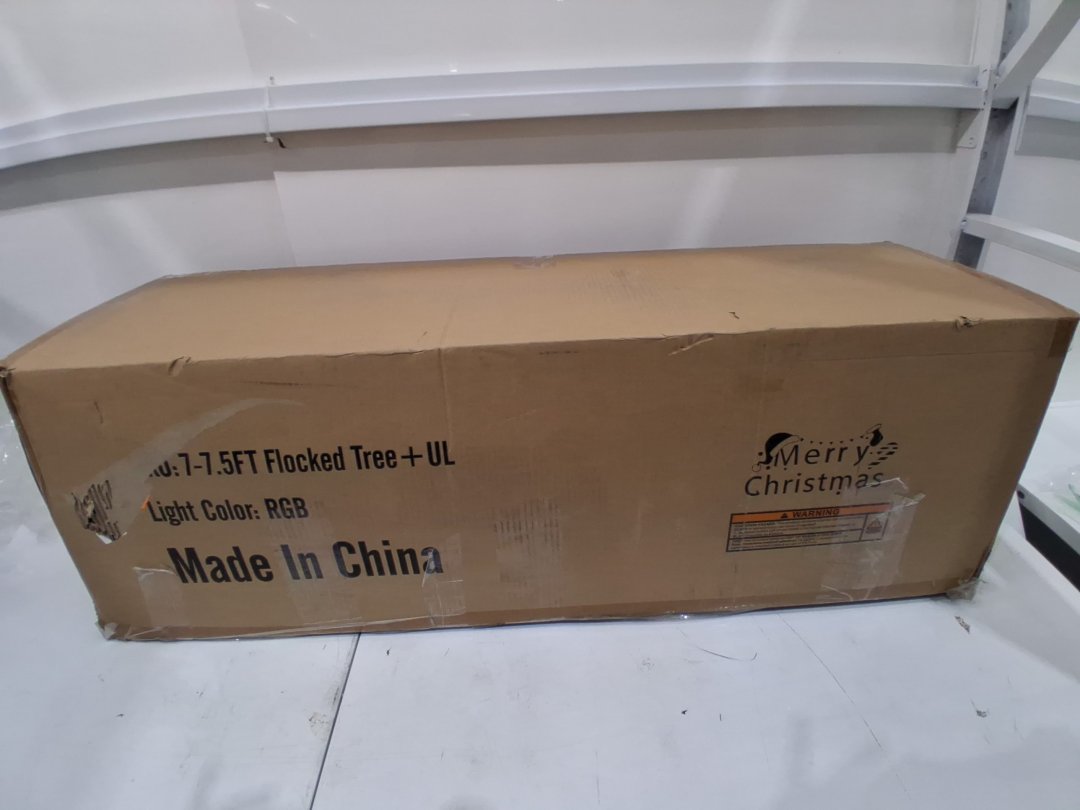 :7-7.5FT Flocked Tree+UL
Light Color: RGB
Made In China
Merry
Christmas
WARNING